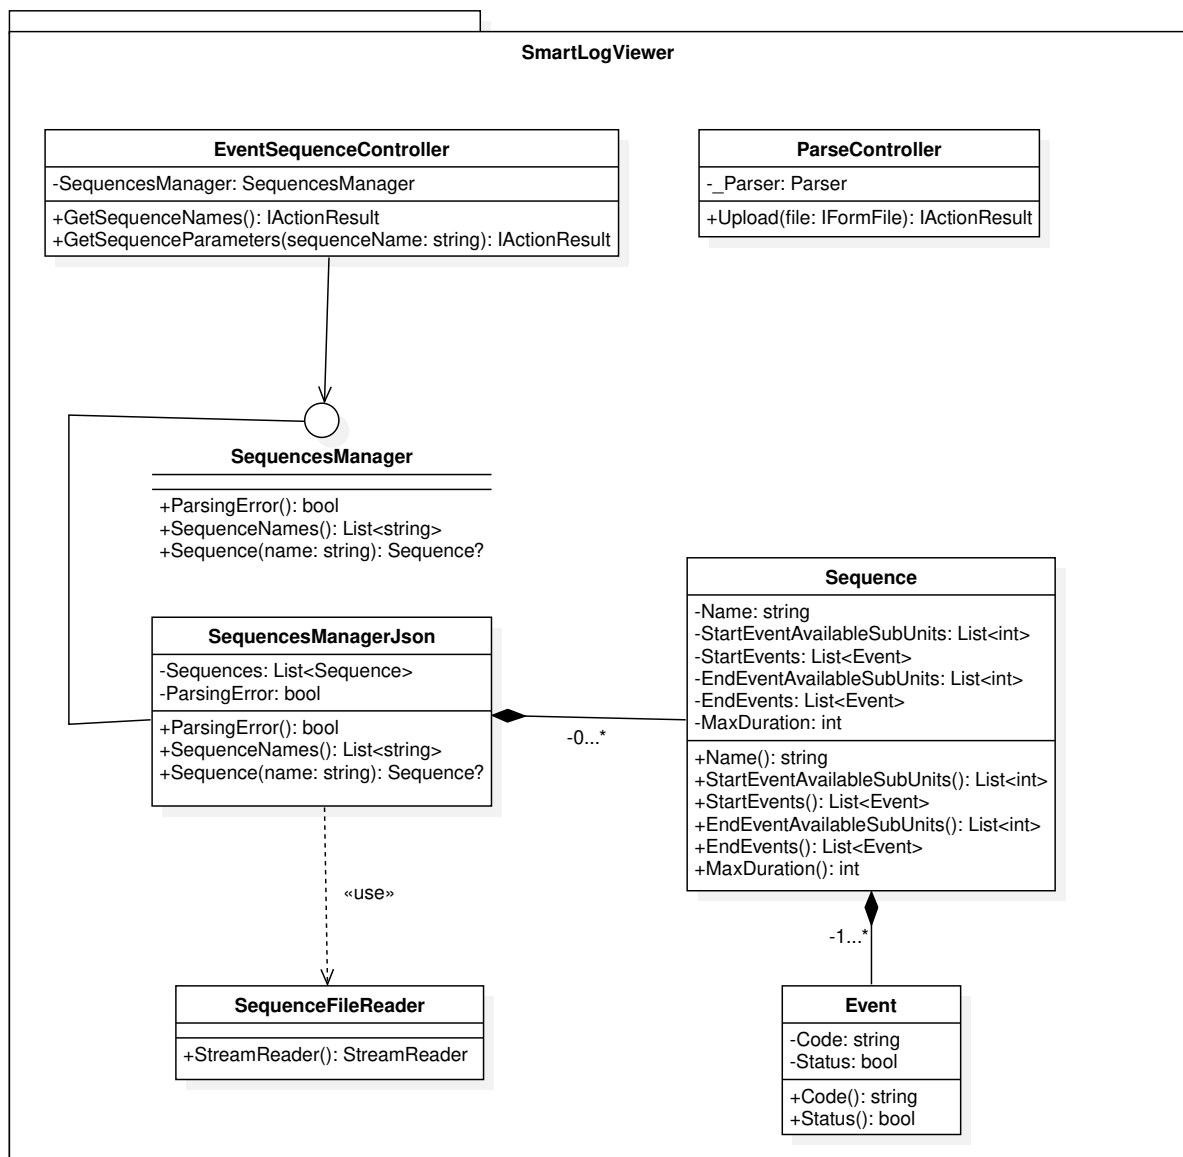 SmartLogViewer
EventSequenceController
-SequencesManager: SequencesManager
+GetSequenceNames(): IActionResult
+GetSequenceParameters(sequenceName: string): IActionResult
ParseController
-_Parser: Parser
+Upload(file: IFormFile): IActionResult
SequencesManager
+ParsingError(): bool
+SequenceNames(): List<string>
+Sequence(name: string): Sequence?
SequencesManagerJson
-Sequences: List<Sequence>
-ParsingError: bool
+ParsingError(): bool
+SequenceNames(): List<string>
+Sequence(name: string): Sequence?
-0...*
Sequence
-Name: string
-StartEventAvailableSubUnits: List<int>
-StartEvents: List<Event>
-EndEventAvailableSubUnits: List<int>
-EndEvents: List<Event>
-MaxDuration: int
+Name(): string
+StartEventAvailableSubUnits(): List<int>
+StartEvents(): List<Event>
+EndEventAvailableSubUnits(): List<int>
+EndEvents(): List<Event>
+MaxDuration(): int
«use»
-1...*
SequenceFileReader
+StreamReader(): StreamReader
Event
-Code: string
-Status: bool
+Code(): string
+Status(): bool